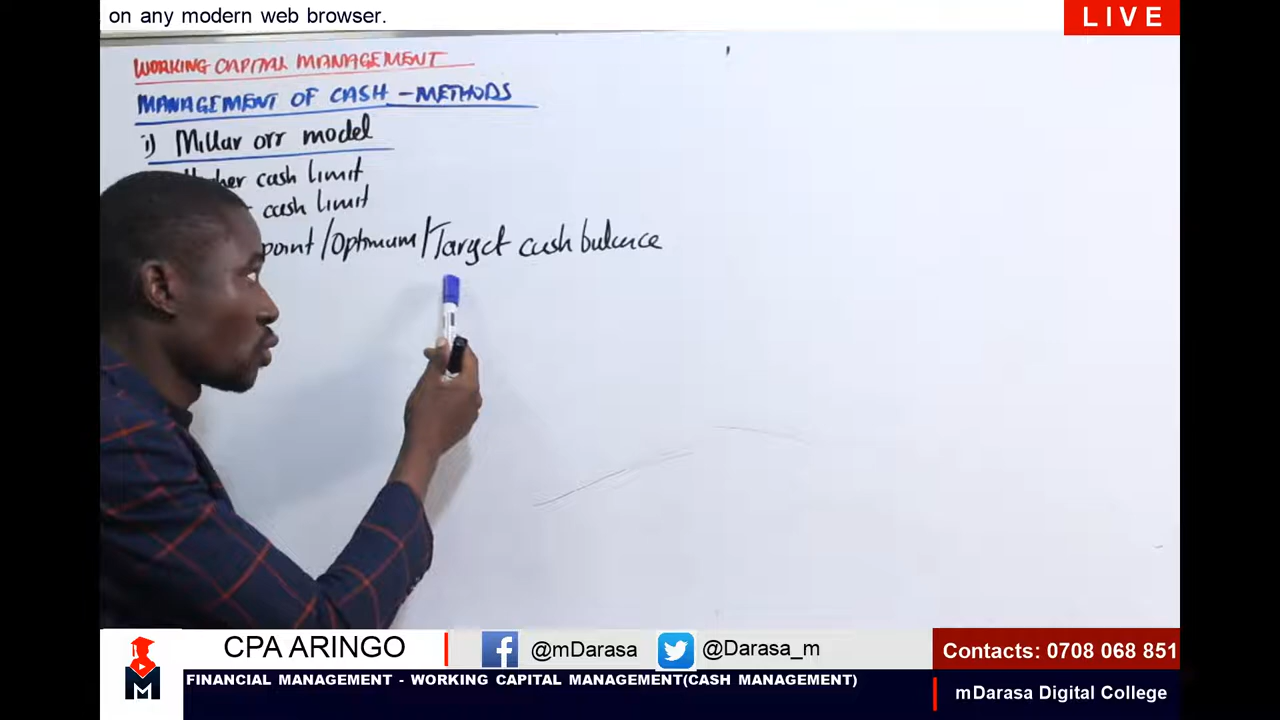 on any modern web browser.
LIVE
WORKING CAPITAL MANAGEMENT
MANAGEMENT OF CASH - METHODS
i) Millar orr model
cash limit
cash limit
point / Optimum / Target cash balance
CPA ARINGO
@mDarasa
@Darasa_m
Contacts: 0708 068 851
FINANCIAL MANAGEMENT - WORKING CAPITAL MANAGEMENT(CASH MANAGEMENT)
mDarasa Digital College